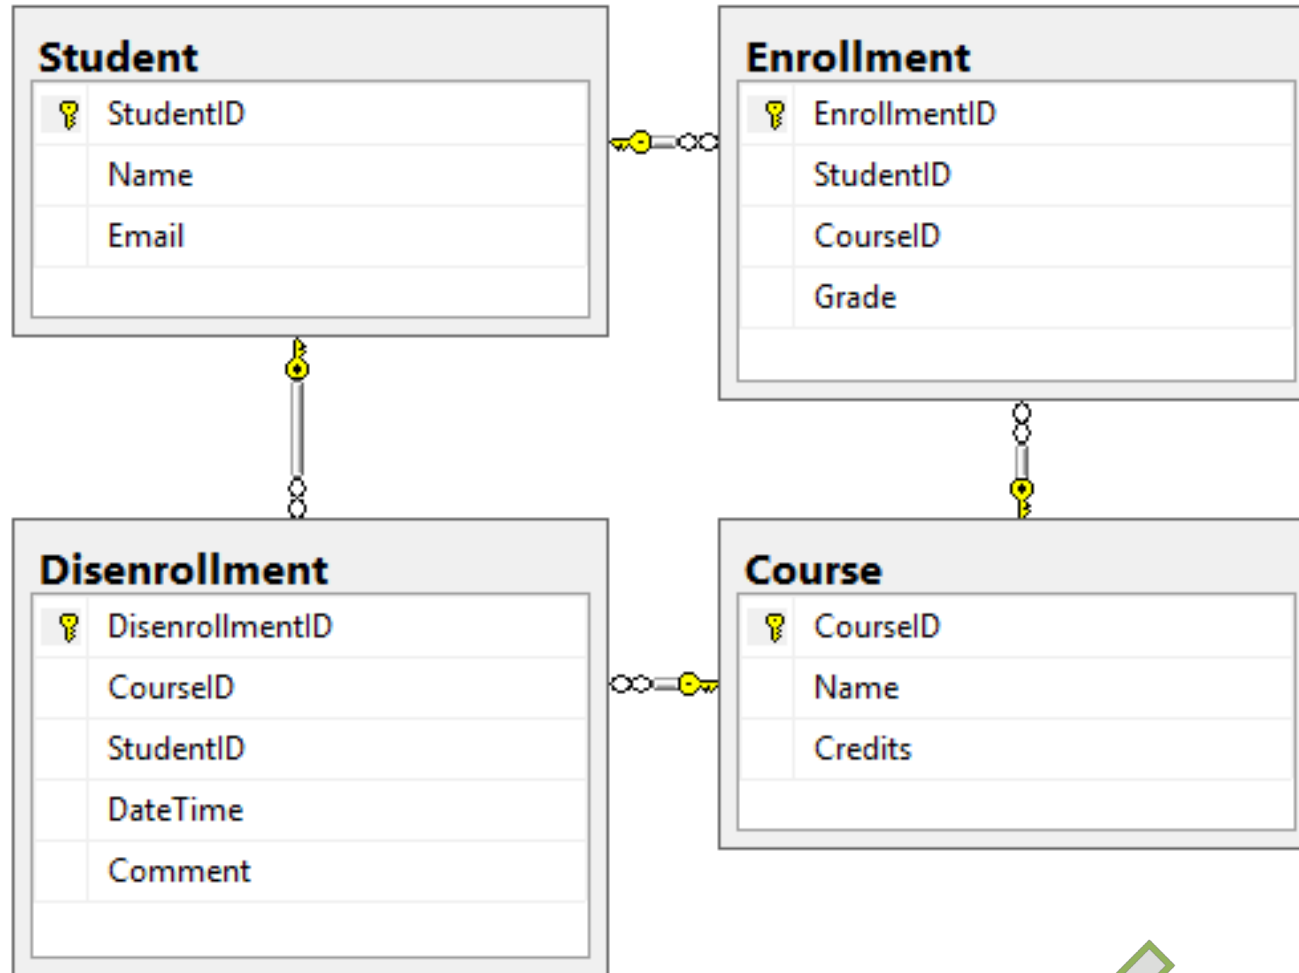 Student
StudentID
Name
Email
Enrollment
EnrollmentID
StudentID
CourseID
Grade
Disenrollment
DisenrollmentID
CourseID
StudentID
DateTime
Comment
Course
CourseID
Name
Credits